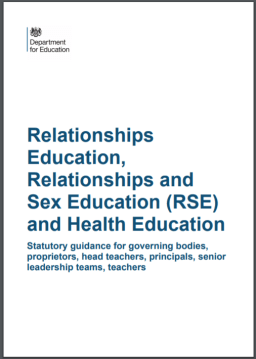 Department
for Education
Relationships
Education,
Relationships and
Sex Education (RSE)
and Health Education
Statutory guidance for governing bodies,
proprietors, head teachers, principals, senior
leadership teams, teachers